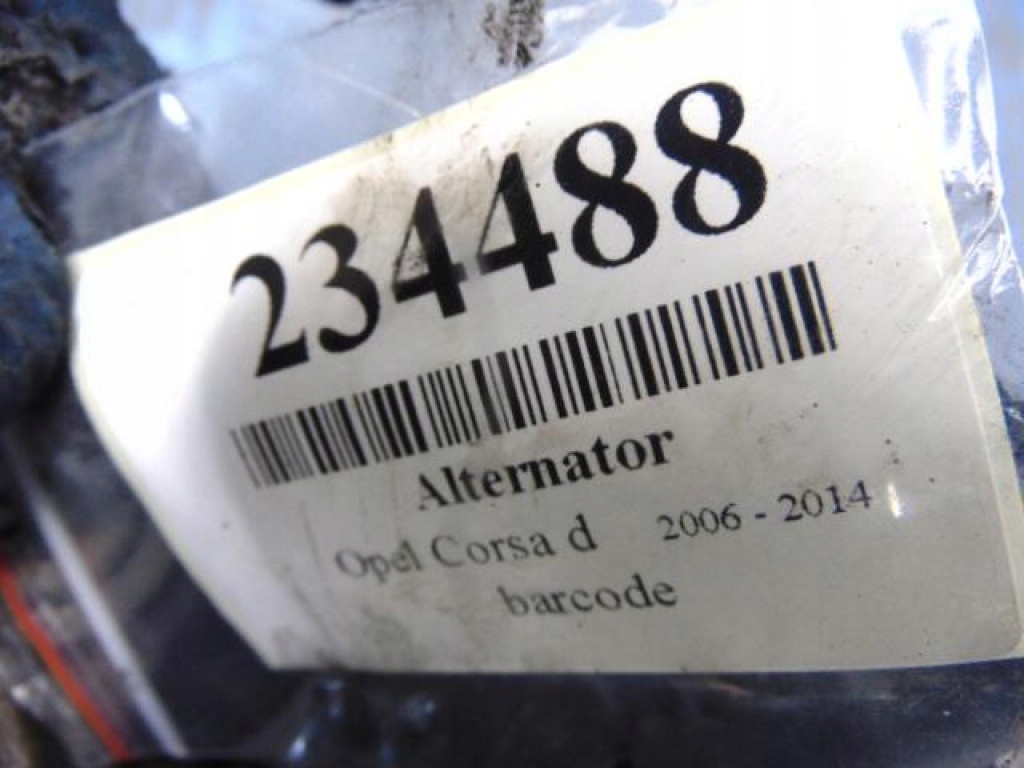 234488
Alternator
Opel Corsa d 2006 - 2014
barcode